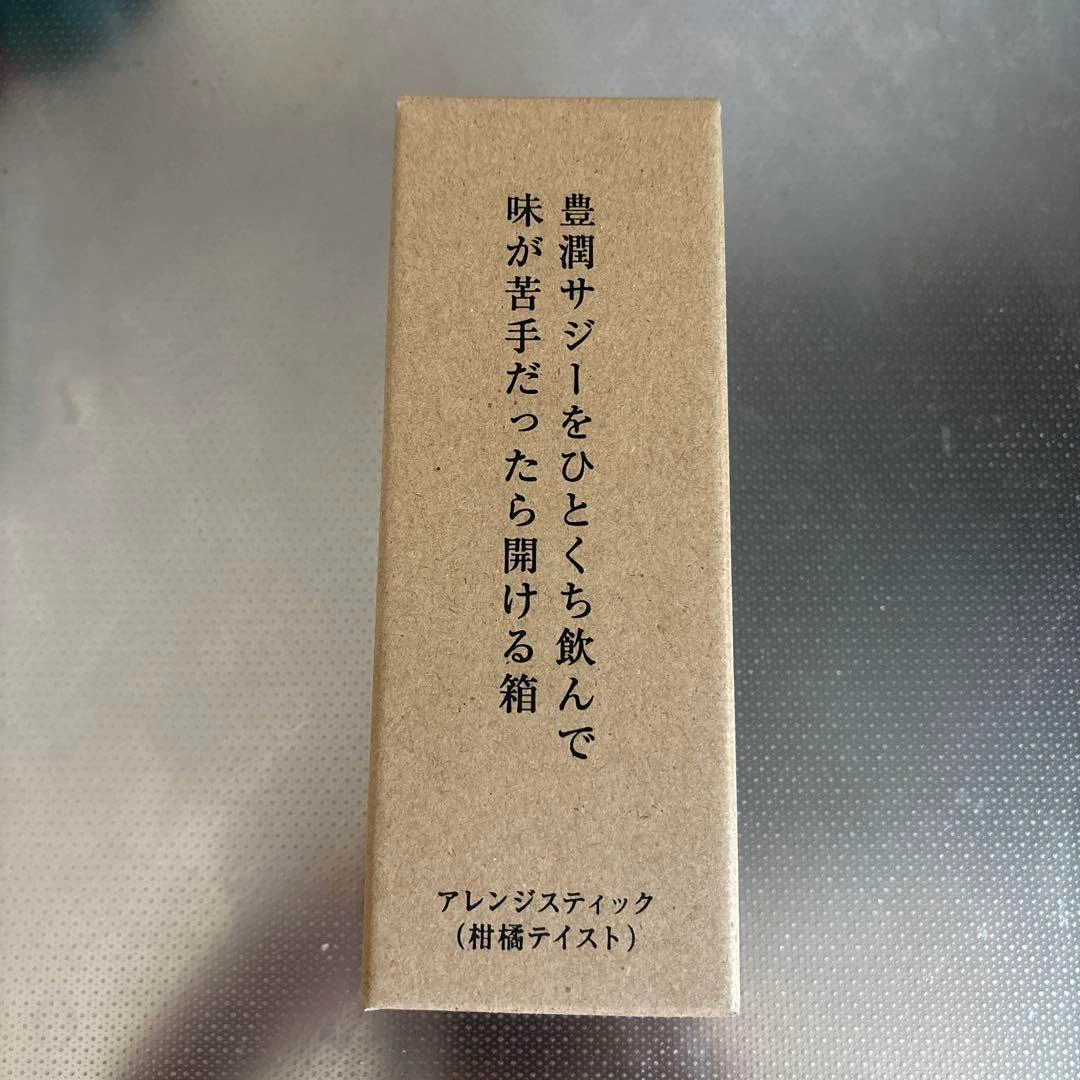 豊潤サジーをひとくち飲んで
味が苦手だったら開ける箱
アレンジスティック
（柑橘テイスト）